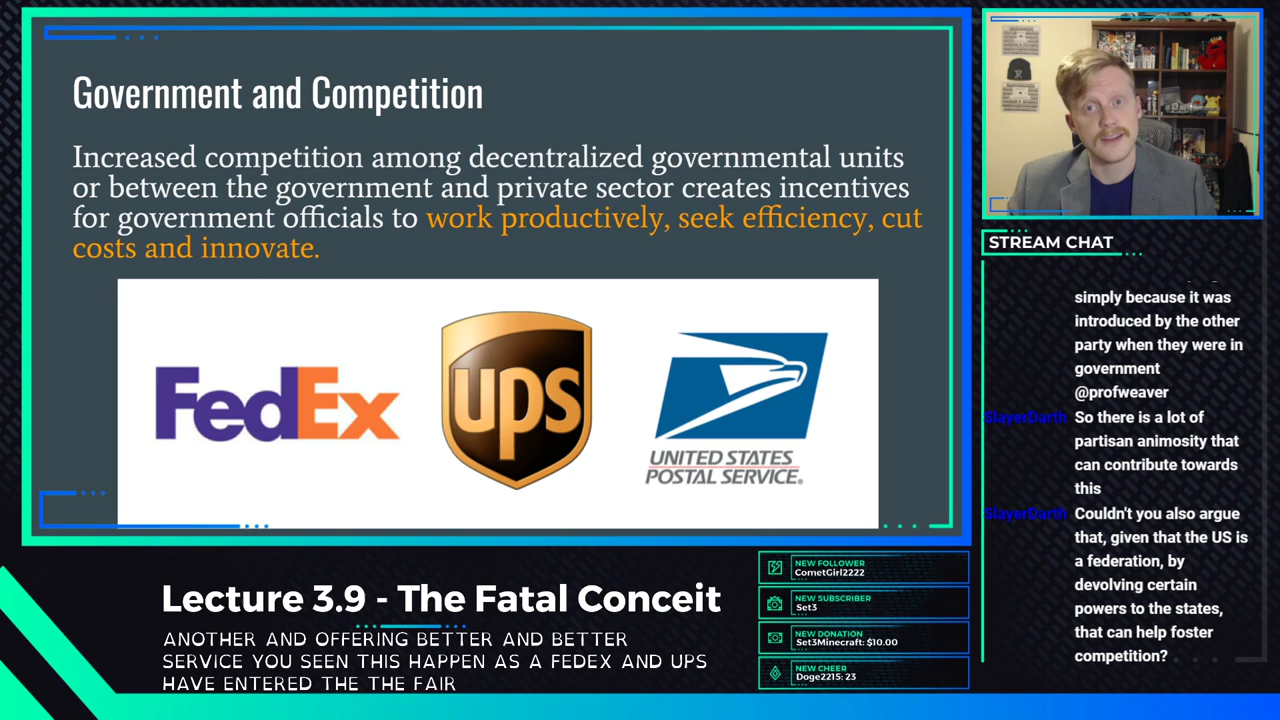 Government and Competition
Increased competition among decentralized governmental units
or between the government and private sector creates incentives
for government officials to work productively, seek efficiency, cut
costs and innovate.
FedEx
ups
UNITED STATES
POSTAL SERVICE®
STREAM CHAT
simply because it was
introduced by the other
party when they were in
government
@profweaver
SlayerDarth So there is a lot of
partisan animosity that
can contribute towards
this
SlayerDarth Couldn't you also argue
that, given that the US is
a federation, by
devolving certain
powers to the states,
that can help foster
competition?
Lecture 3.9 - The Fatal Conceit
ANOTHER AND OFFERING BETTER AND BETTER
SERVICE YOU SEEN THIS HAPPEN AS A FEDEX AND UPS
HAVE ENTERED THE THE FAIR
NEW FOLLOWER
CometGirl2222
NEW SUBSCRIBER
Set3
NEW DONATION
Set3Minecraft: $10.00
NEW CHEER
Doge2215: 23